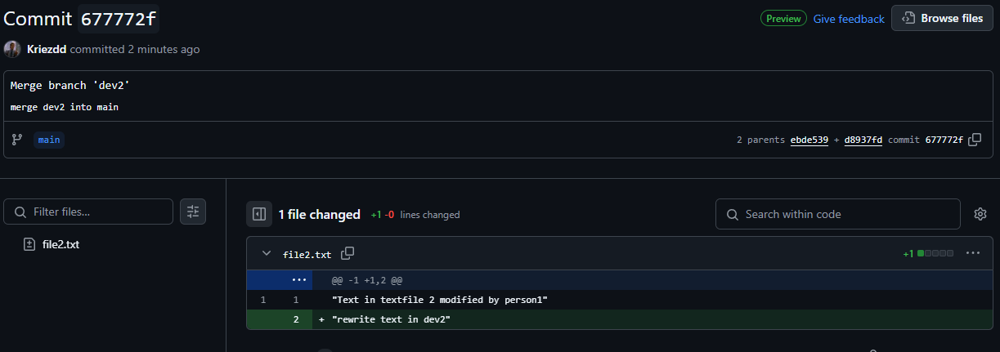 Commit 677772f
Preview Give feedback Browse files
Kriezdd committed 2 minutes ago
Merge branch 'dev2'
merge dev2 into main
main
2 parents ebde539 + d8937fd commit 677772f
Filter files...
file2.txt
1 file changed +1 -0 lines changed
Search within code
file2.txt
+1
@@ -1 +1,2 @@
1 1 "Text in textfile 2 modified by person1"
2 + "rewrite text in dev2"